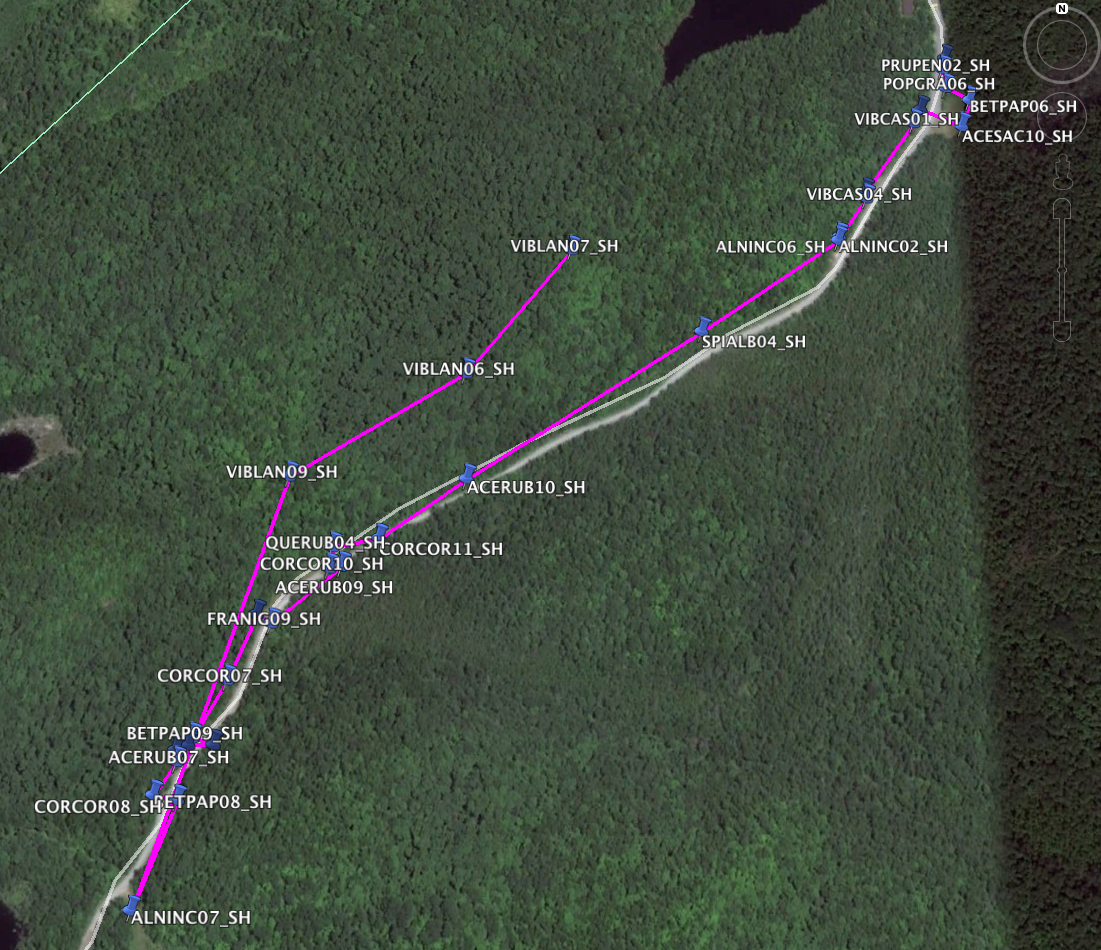 N
PRUPEN02_SH
POPGRA06_SH
BETPAP06_SH
VIBCAS01_SH
ACESAC10_SH
VIBCAS04_SH
VIBLAN07_SH
ALNINC06_SH
ALNINC02_SH
SPIALB04_SH
VIBLAN06_SH
VIBLAN09_SH
ACERUB10_SH
QUERUB04_SH
CORCOR11_SH
CORCOR10_SH
ACERUB09_SH
FRANIG09_SH
CORCOR07_SH
BETPAP09_SH
ACERUB07_SH
BETPAP08_SH
CORCOR08_SH
ALNINC07_SH